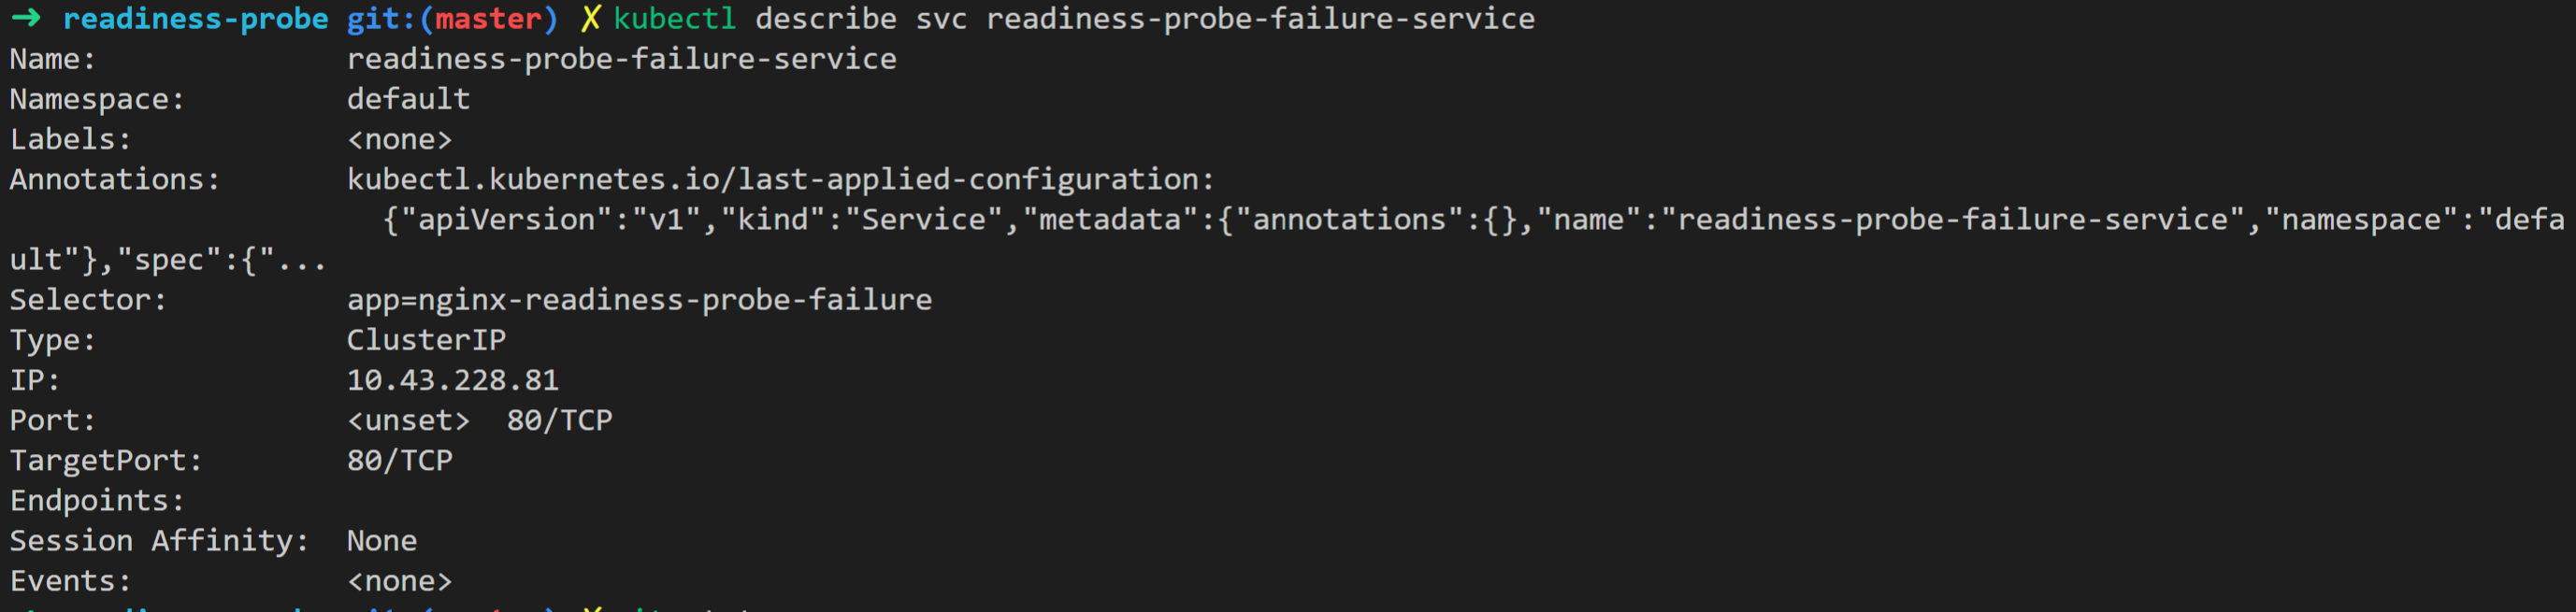 → readiness-probe git:(master) ✗ kubectl describe svc readiness-probe-failure-service
Name:              readiness-probe-failure-service
Namespace:         default
Labels:            <none>
Annotations:       kubectl.kubernetes.io/last-applied-configuration:
                     {"apiVersion":"v1","kind":"Service","metadata":{"annotations":{},"name":"readiness-probe-failure-service","namespace":"defa
ult"},"spec":{"...
Selector:          app=nginx-readiness-probe-failure
Type:              ClusterIP
IP:                10.43.228.81
Port:              <unset>  80/TCP
TargetPort:        80/TCP
Endpoints:
Session Affinity:  None
Events:            <none>